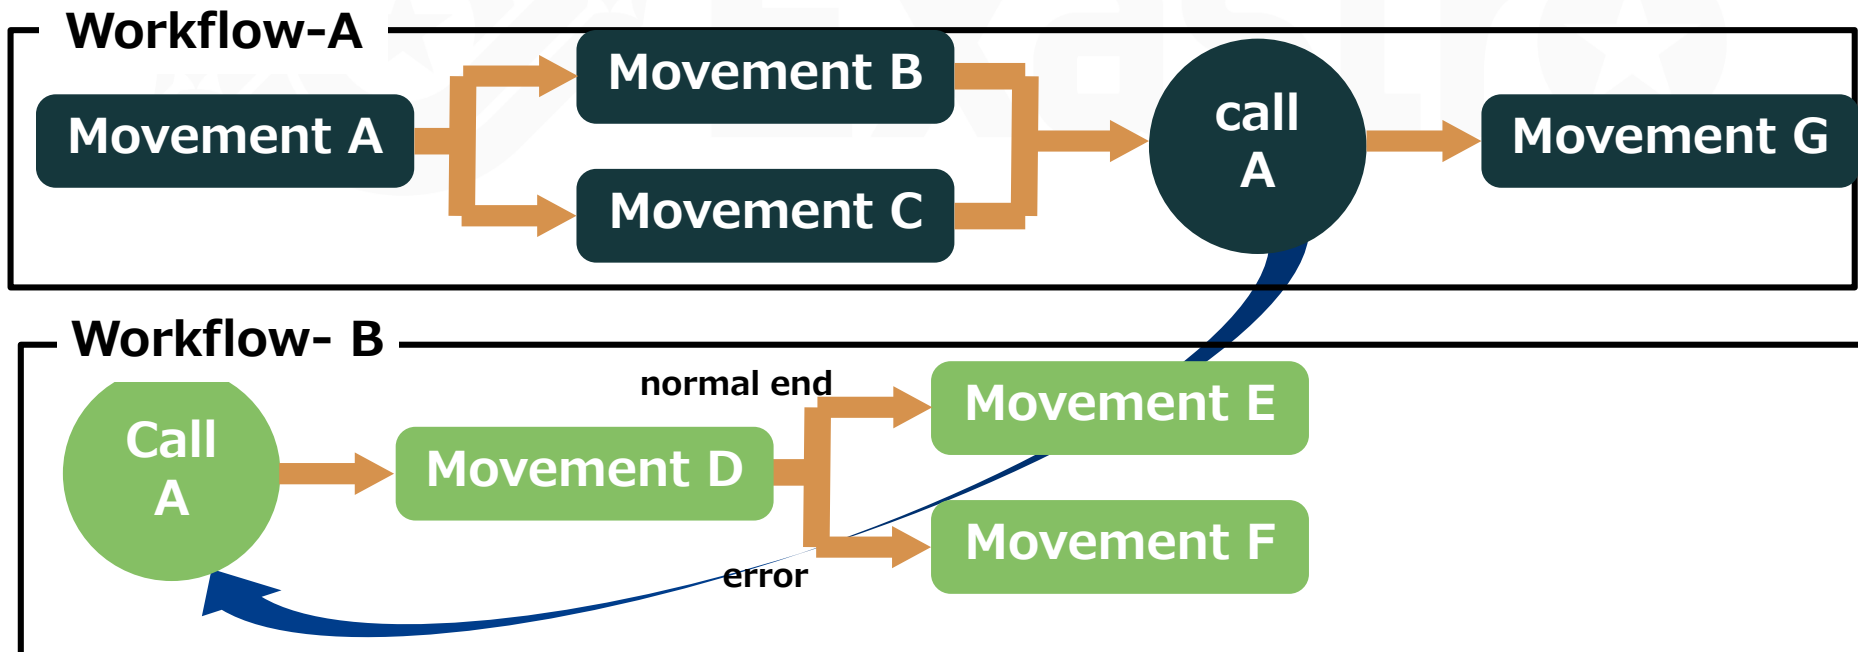 Workflow-A
Movement A
Movement B
Movement C
call
A
Movement G
Workflow- B
Call
A
Movement D
normal end
error
Movement E
Movement F